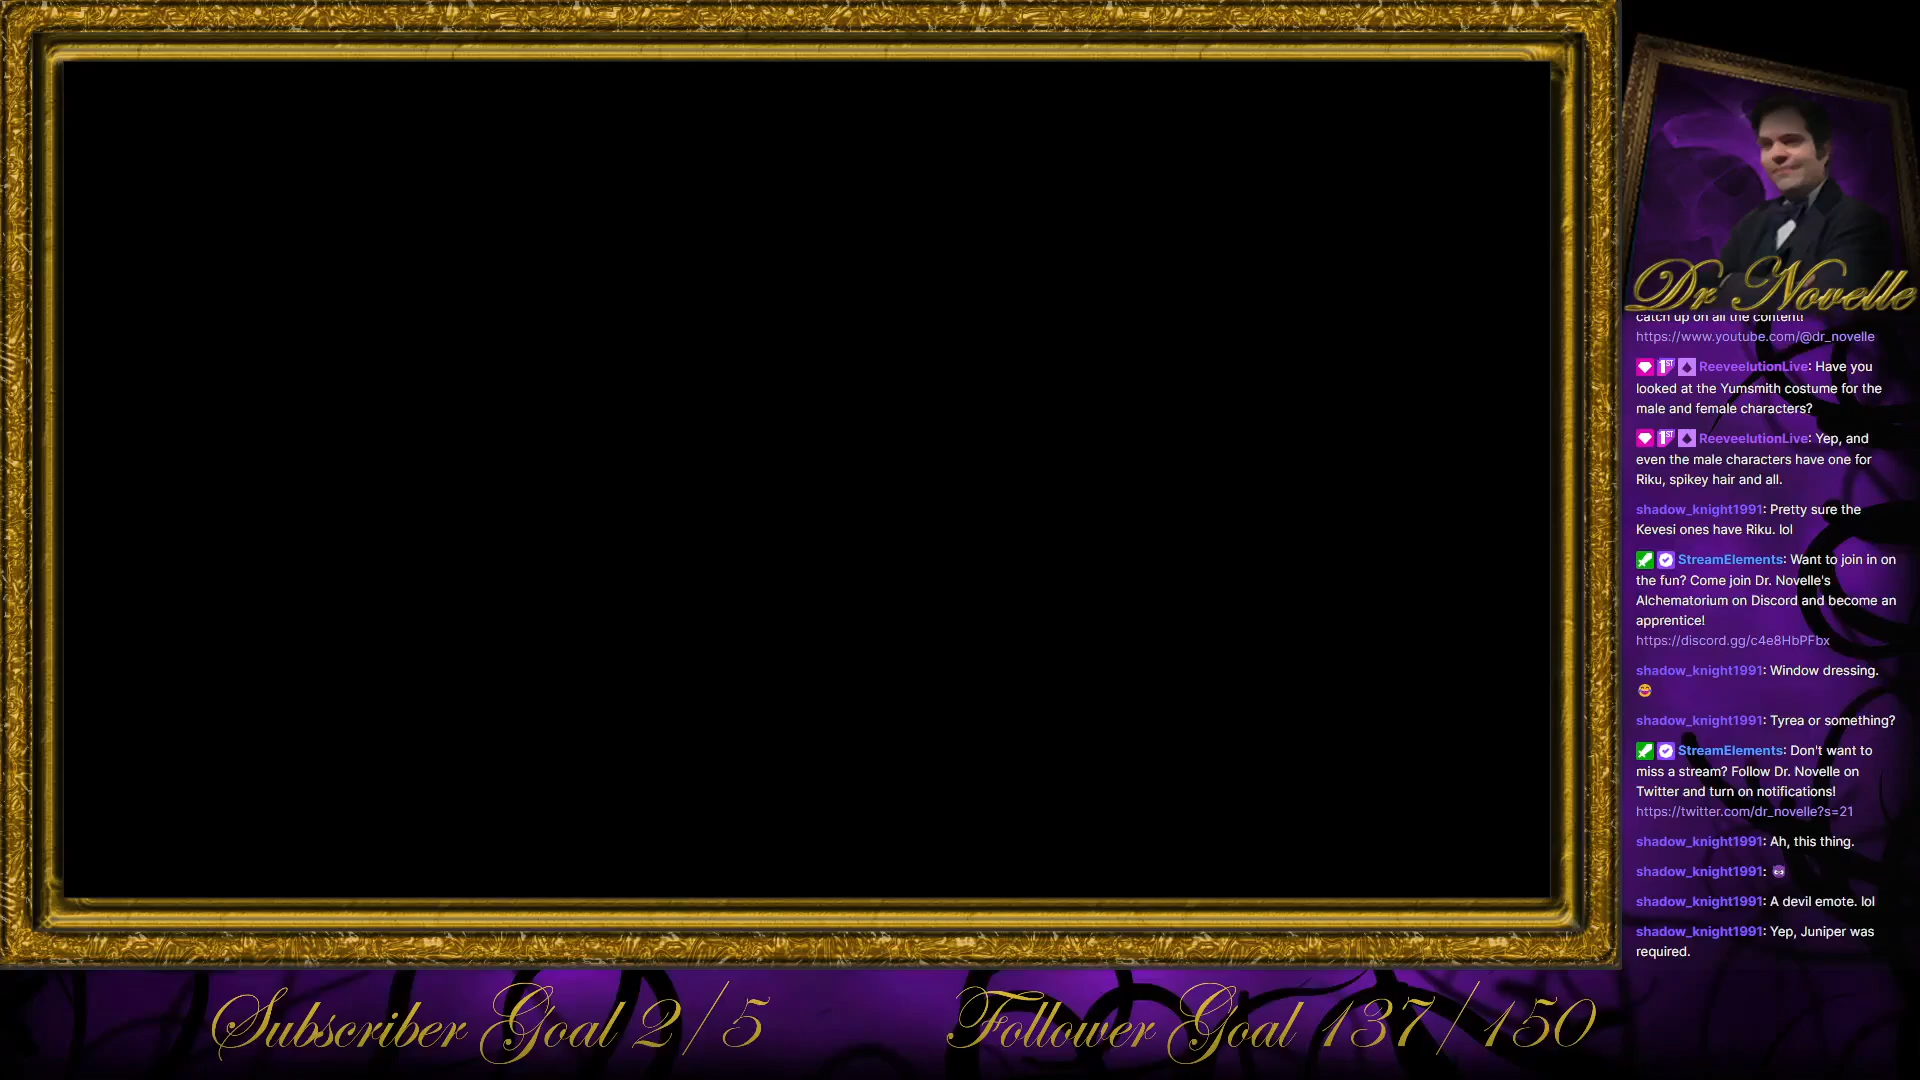 Dr Novelle
catch up on all the content!
https://www.youtube.com/@dr_novelle
1ST ReeveelutionLive: Have you
looked at the Yumsmith costume for the
male and female characters?
1ST ReeveelutionLive: Yep, and
even the male characters have one for
Riku, spikey hair and all.
shadow_knight1991: Pretty sure the
Kevesi ones have Riku. lol
StreamElements: Want to join in on
the fun? Come join Dr. Novelle's
Alchematorium on Discord and become an
apprentice!
https://discord.gg/c4e8HbPFbx
shadow_knight1991: Window dressing.
😂
shadow_knight1991: Tyrea or something?
StreamElements: Don't want to
miss a stream? Follow Dr. Novelle on
Twitter and turn on notifications!
https://twitter.com/dr_novelle?s=21
shadow_knight1991: Ah, this thing.
shadow_knight1991:
shadow_knight1991: A devil emote. lol
shadow_knight1991: Yep, Juniper was
required.
Subscriber Goal 2/5
Follower Goal 137/150